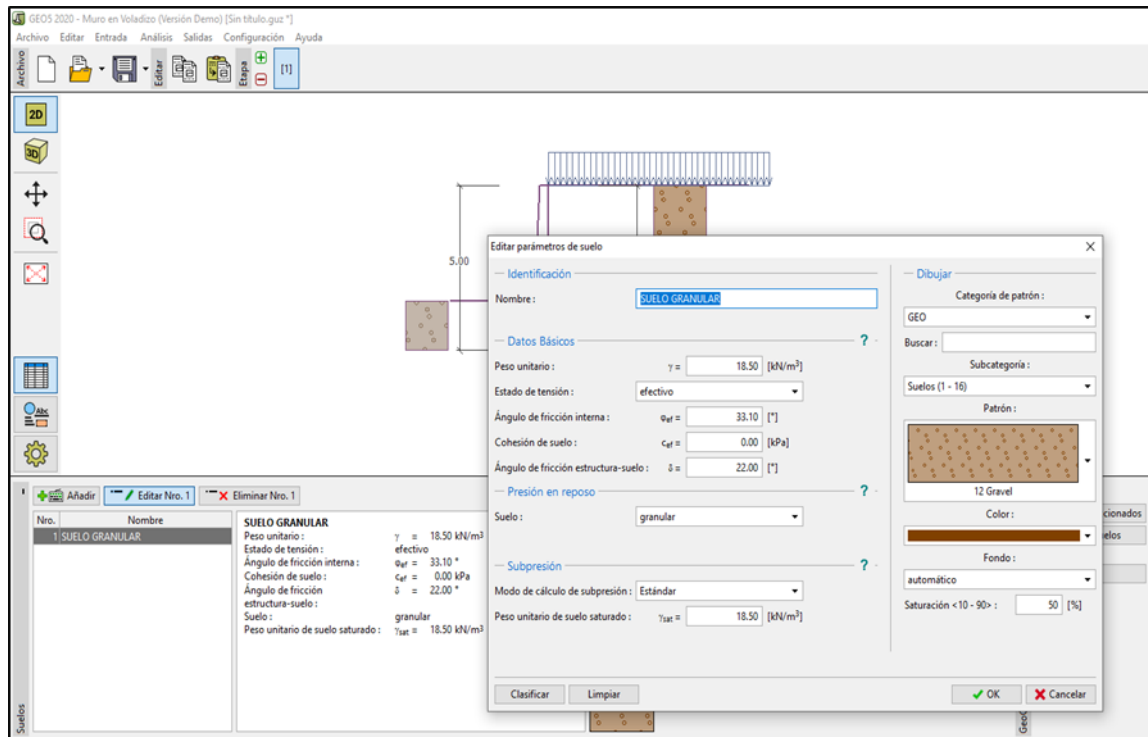 GEO5 2020 - Muro en Voladizo (Versión Demo) [Sin título.guz *]
Archivo Editar Entrada Análisis Salidas Configuración Ayuda
Archivo
Editar
Etapa
[1]
2D
3D
5.00
Abc
Editar parámetros de suelo
Identificación
Nombre :
SUELO GRANULAR
Datos Básicos
?
Peso unitario : γ = 18.50 [kN/m³]
Estado de tensión : efectivo
Ángulo de fricción interna : φef = 33.10 [°]
Cohesión de suelo : cef = 0.00 [kPa]
Ángulo de fricción estructura-suelo : δ = 22.00 [°]
Presión en reposo
?
Suelo : granular
Subpresión
?
Modo de cálculo de subpresión : Estándar
Peso unitario de suelo saturado : γsat = 18.50 [kN/m³]
Clasificar
Limpiar
OK
Cancelar
Dibujar
Categoría de patrón :
GEO
Buscar :
Subcategoría :
Suelos (1 - 16)
Patrón :
12 Gravel
Color :
Fondo :
automático
Saturación <10 - 90> : 50 [%]
Añadir
Editar Nro. 1
Eliminar Nro. 1
Nro. Nombre
1 SUELO GRANULAR
SUELO GRANULAR
Peso unitario : γ = 18.50 kN/m³
Estado de tensión : efectivo
Ángulo de fricción interna : φef = 33.10 °
Cohesión de suelo : cef = 0.00 kPa
Ángulo de fricción δ = 22.00 °
estructura-suelo :
Suelo : granular
Peso unitario de suelo saturado : γsat = 18.50 kN/m³
Suelos
cionados
elos
GeoC